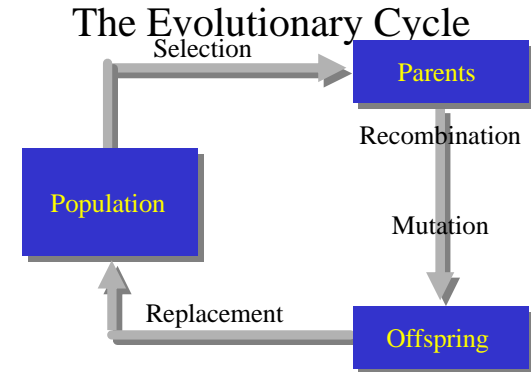 The Evolutionary Cycle
Selection
Parents
Recombination
Population
Mutation
Replacement
Offspring